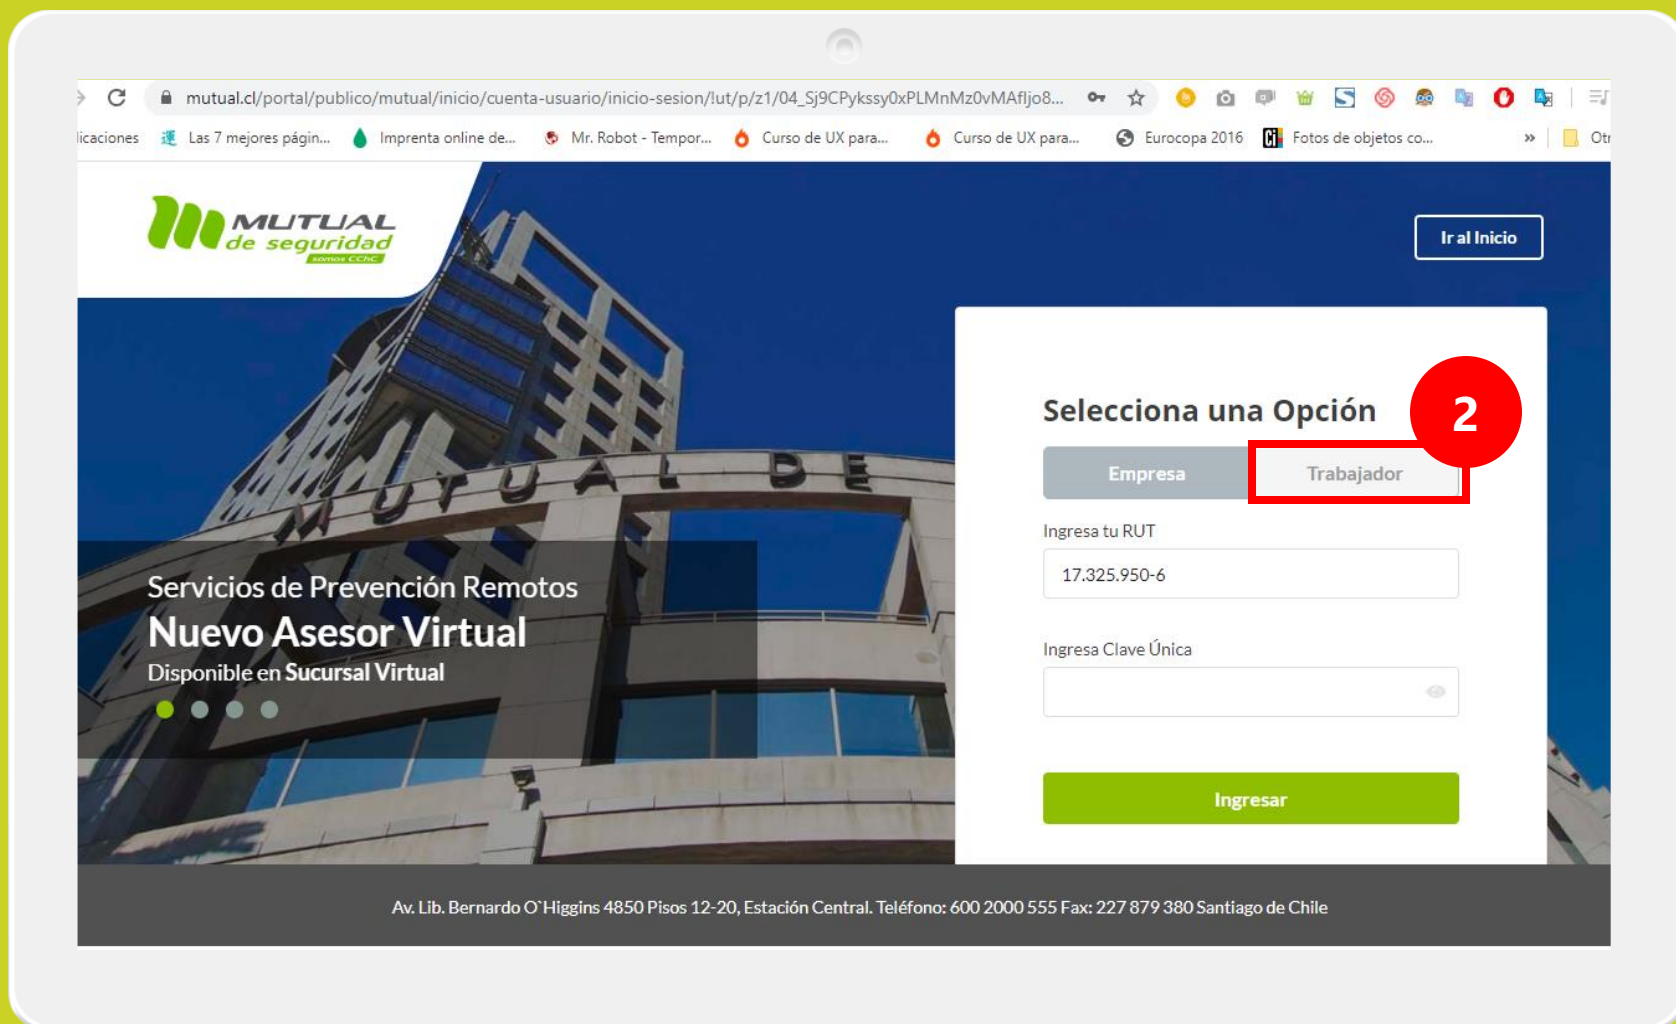 mutual.cl/portal/publico/mutual/inicio/cuenta-usuario/inicio-sesion/!ut/p/z1/04_Sj9CPykssy0xPLMnMz0vMAfIjo8...
licaciones Las 7 mejores págin... Imprenta online de... Mr. Robot - Tempor... Curso de UX para... Curso de UX para... Eurocopa 2016 Fotos de objetos co... » Otr
MUTUAL
de seguridad
somos CChC
Ir al Inicio
MUTUAL DE
Selecciona una Opción
2
Empresa Trabajador
Ingresa tu RUT
17.325.950-6
Ingresa Clave Única
Ingresar
Servicios de Prevención Remotos
Nuevo Asesor Virtual
Disponible en Sucursal Virtual
Av. Lib. Bernardo O`Higgins 4850 Pisos 12-20, Estación Central. Teléfono: 600 2000 555 Fax: 227 879 380 Santiago de Chile